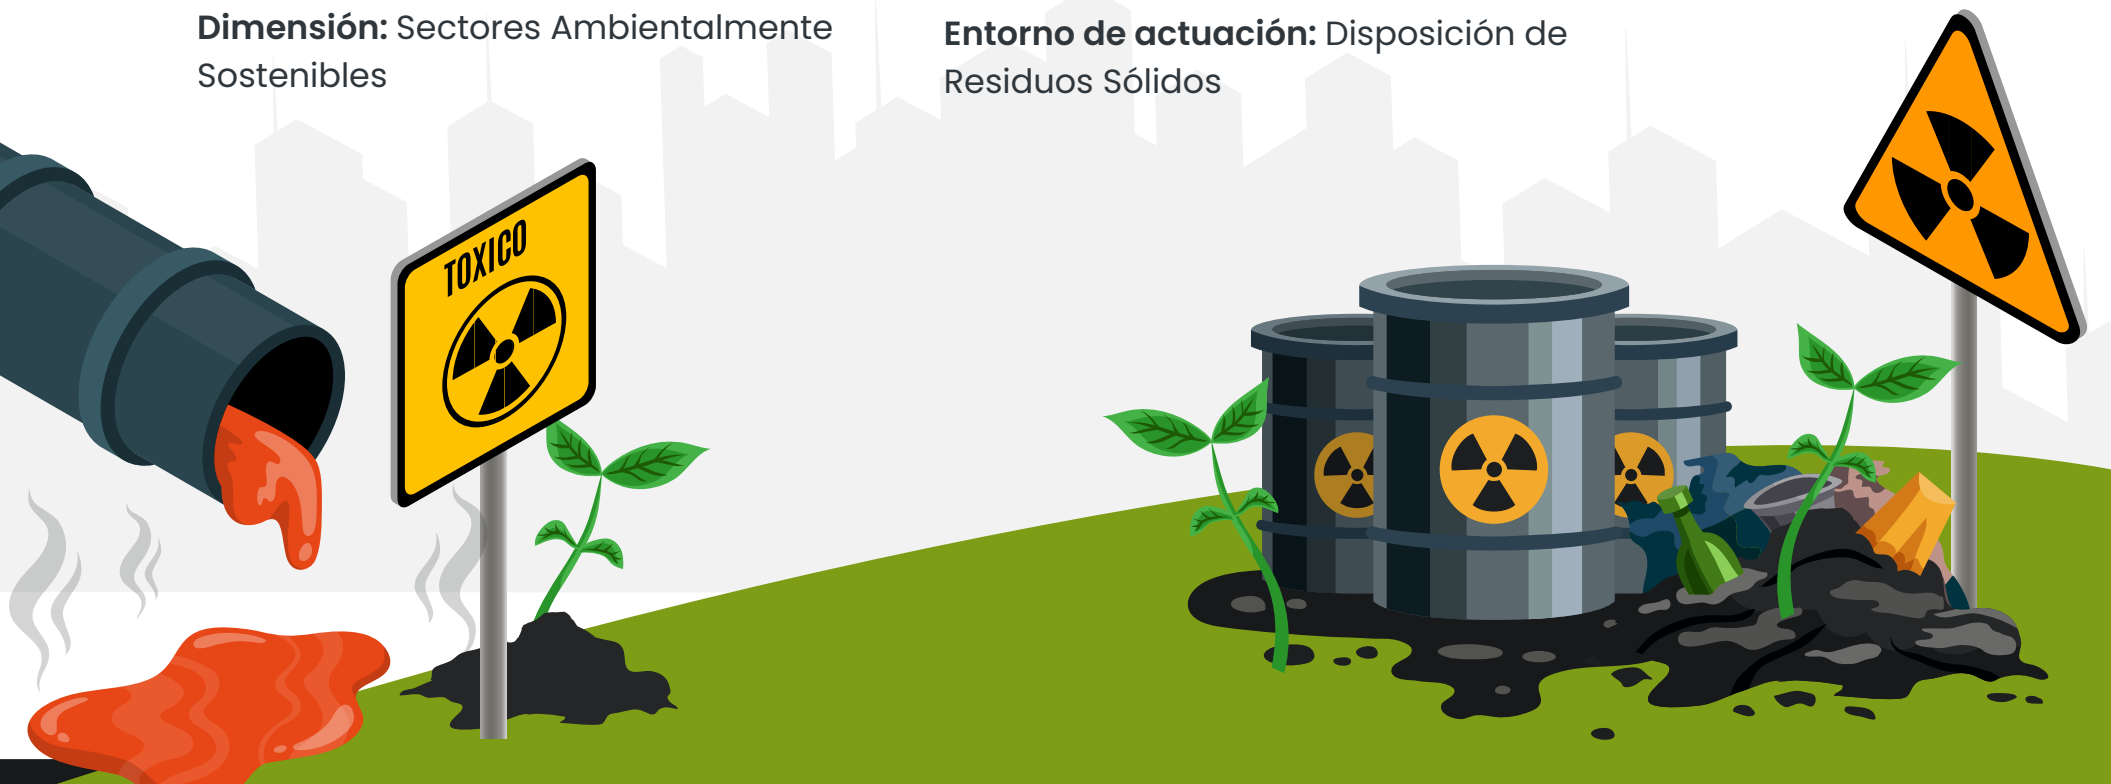 Dimensión: Sectores Ambientalmente
Sostenibles
Entorno de actuación: Disposición de
Residuos Sólidos
TOXICO